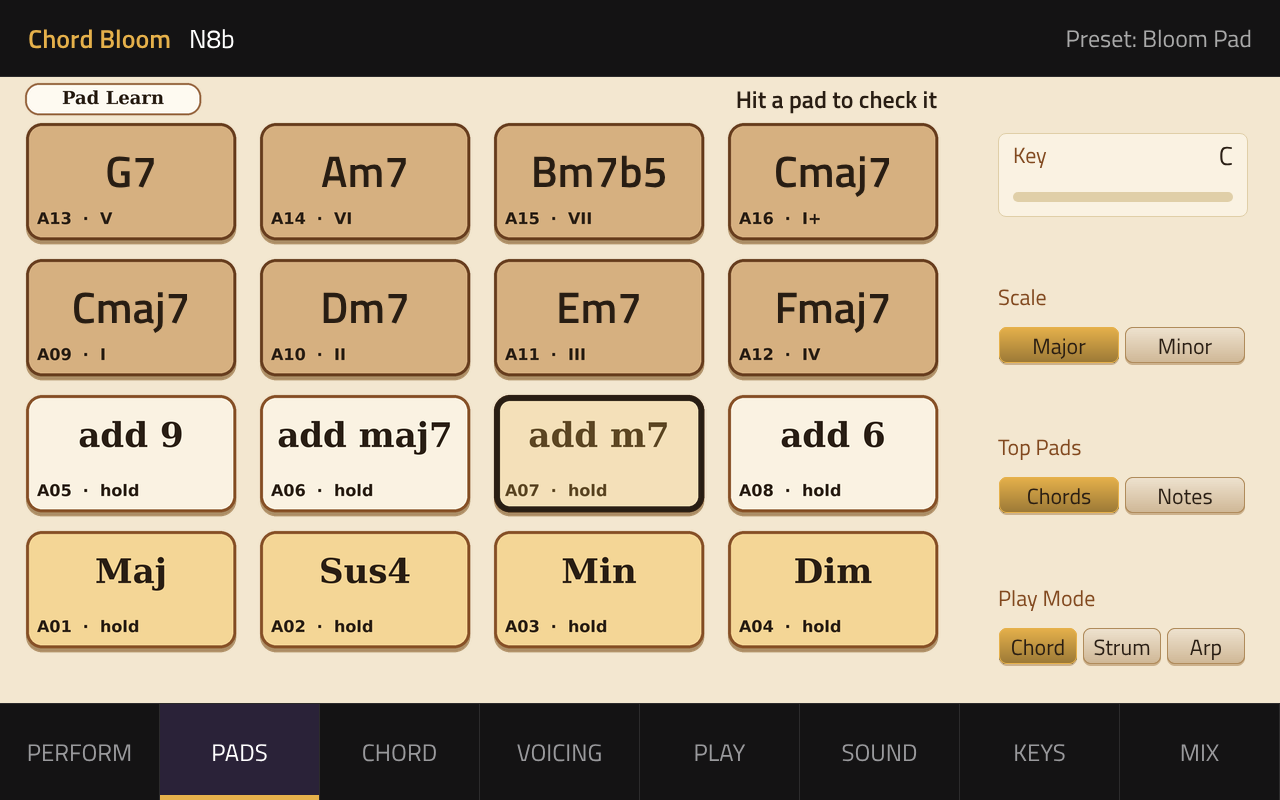 Chord Bloom N8b
Preset: Bloom Pad
Pad Learn
Hit a pad to check it
G7
A13 · V
Am7
A14 · VI
Bm7b5
A15 · VII
Cmaj7
A16 · I+
Key C
Cmaj7
A09 · I
Dm7
A10 · II
Em7
A11 · III
Fmaj7
A12 · IV
Scale
Major Minor
add 9
A05 · hold
add maj7
A06 · hold
add m7
A07 · hold
add 6
A08 · hold
Top Pads
Chords Notes
Maj
A01 · hold
Sus4
A02 · hold
Min
A03 · hold
Dim
A04 · hold
Play Mode
Chord Strum Arp
PERFORM PADS CHORD VOICING PLAY SOUND KEYS MIX